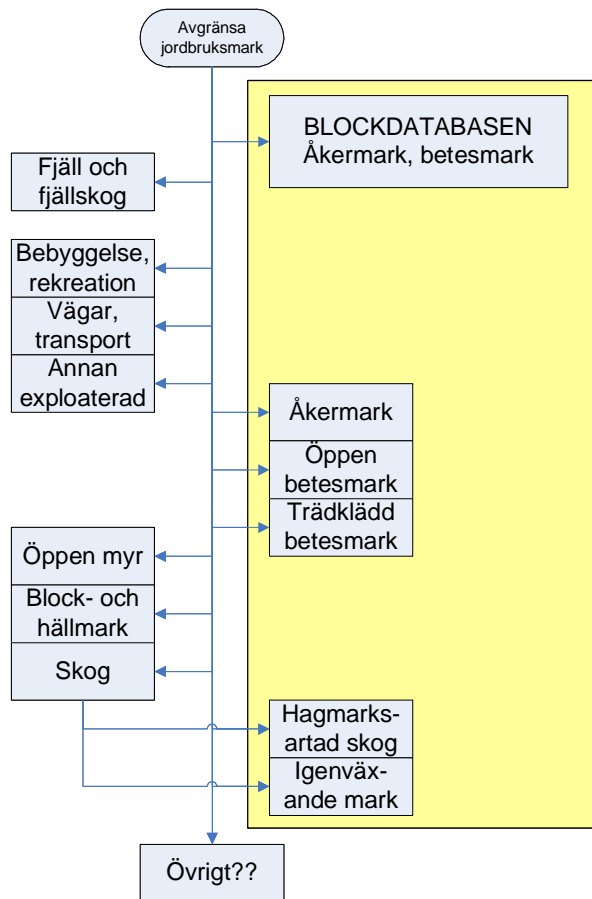 Avgränsa
jordbruksmark
BLOCKDATABASEN
Åkermark, betesmark
Fjäll och
fjällskog
Bebyggelse,
rekreation
Vägar,
transport
Annan
exploaterad
Åkermark
Öppen
betesmark
Trädklädd
betesmark
Öppen myr
Block- och
hällmark
Skog
Hagmarks-
artad skog
Igenväx-
ande mark
Övrigt??